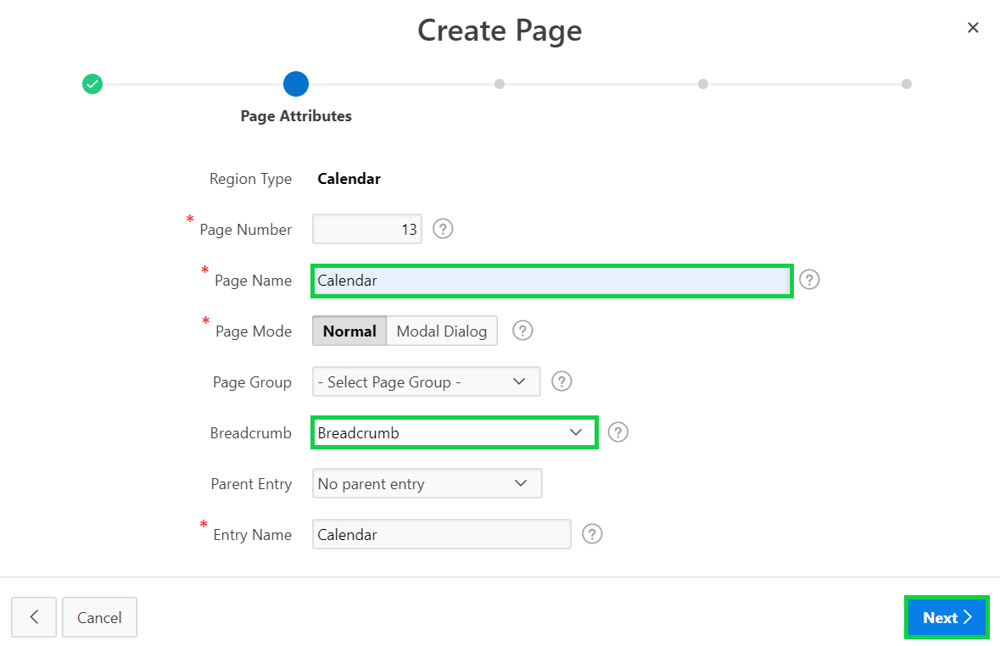 Create Page
Page Attributes
Region Type Calendar
* Page Number 13 ?
* Page Name Calendar ?
* Page Mode Normal Modal Dialog ?
Page Group - Select Page Group - ?
Breadcrumb Breadcrumb ?
Parent Entry No parent entry
* Entry Name Calendar ?
Cancel Next